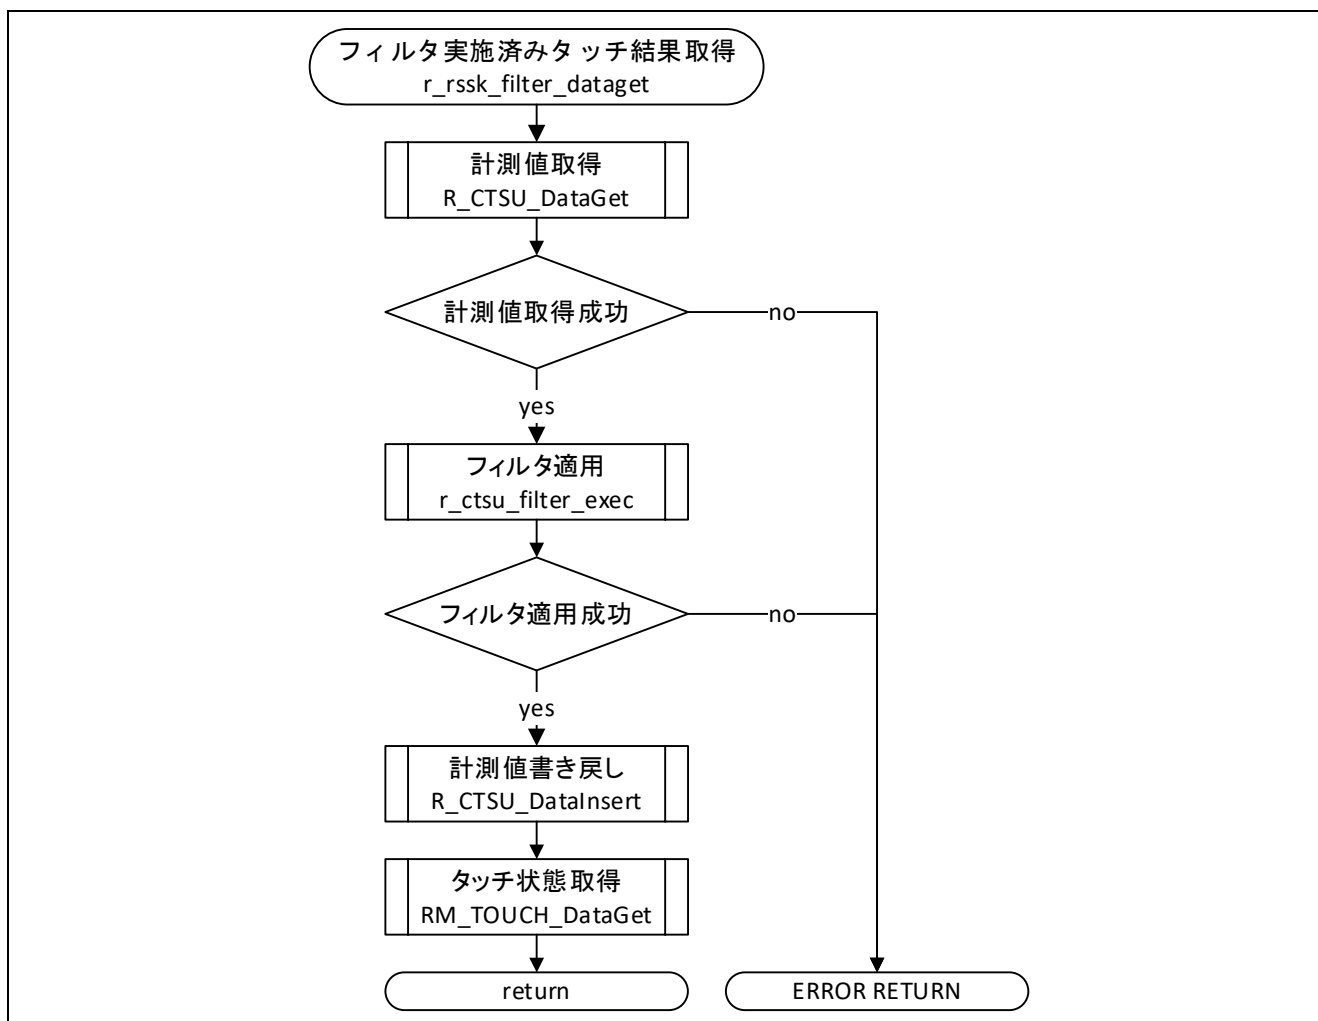 フィルタ実施済みタッチ結果取得
r_rssk_filter_dataget
計測値取得
R_CTSU_DataGet
計測値取得成功
no
yes
フィルタ適用
r_ctsu_filter_exec
フィルタ適用成功
no
yes
計測値書き戻し
R_CTSU_DataInsert
タッチ状態取得
RM_TOUCH_DataGet
return
ERROR RETURN